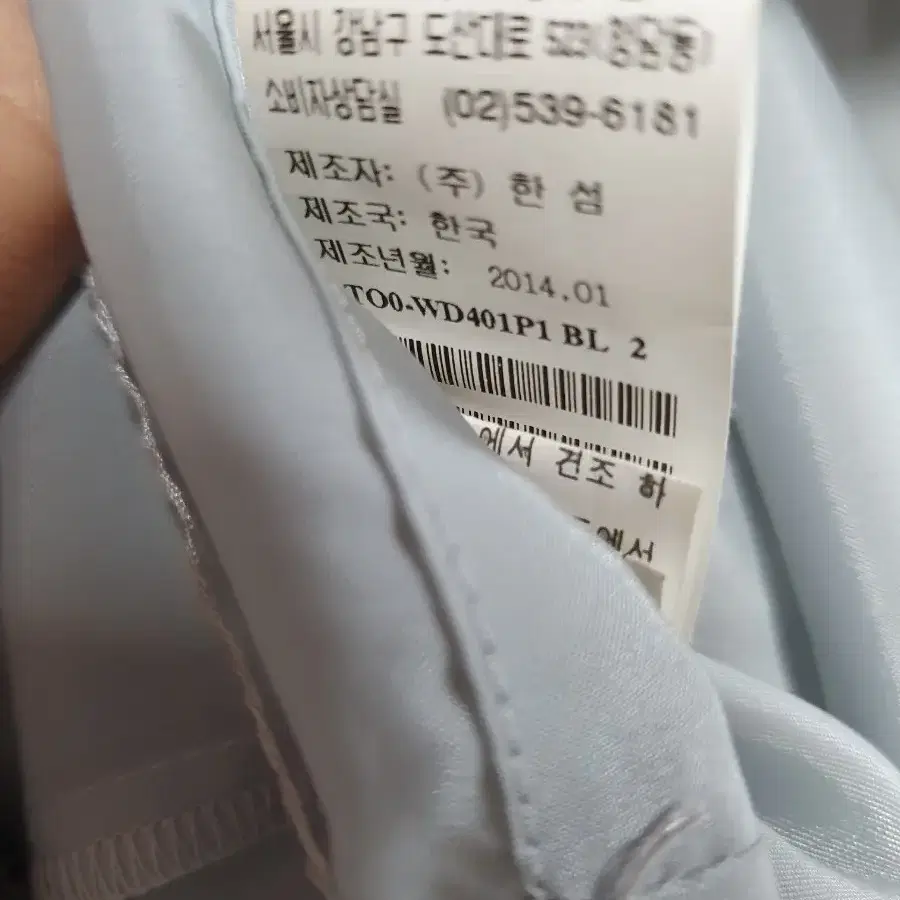 서울시 강남구 도산대로 523(청담동)
소비자상담실 (02)539-6181
제조자: (주) 한 섬
제조국: 한국
제조년월: 2014.01
TO0-WD401P1 BL 2
에서 건조 하
에서